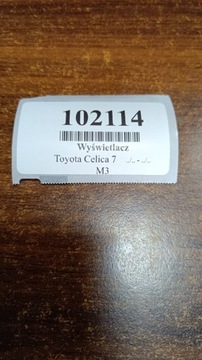 102114
Wyświetlacz
Toyota Celica 7 ../.. - ../..
M3